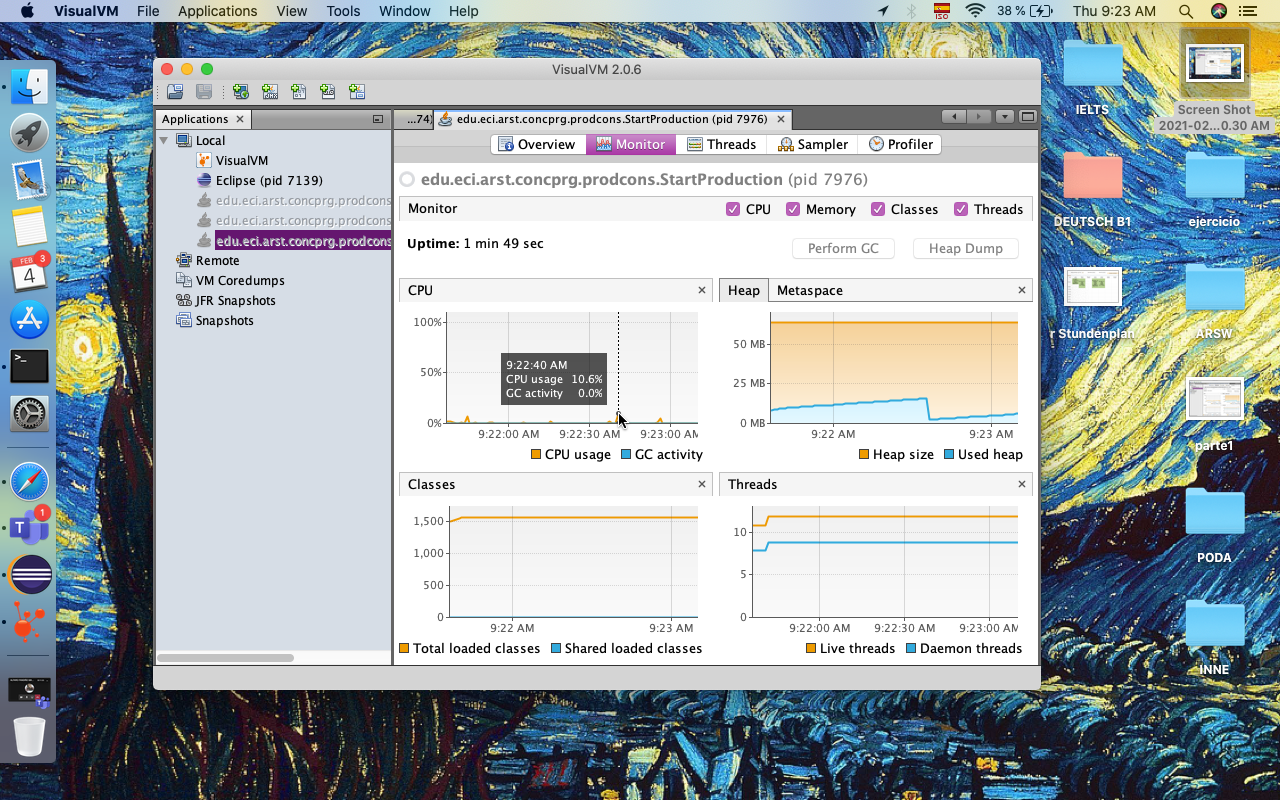 VisualVM File Applications View Tools Window Help ISO 38 % Thu 9:23 AM
VisualVM 2.0.6
Applications
...74)
edu.eci.arst.concprg.prodcons.StartProduction (pid 7976)
Local
VisualVM
Eclipse (pid 7139)
edu.eci.arst.concprg.prodcons
edu.eci.arst.concprg.prodcons
edu.eci.arst.concprg.prodcons
Remote
VM Coredumps
JFR Snapshots
Snapshots
Overview Monitor Threads Sampler Profiler
edu.eci.arst.concprg.prodcons.StartProduction (pid 7976)
Monitor CPU Memory Classes Threads
Uptime: 1 min 49 sec
Perform GC Heap Dump
CPU
100%
50%
0%
9:22:40 AM
CPU usage 10.6%
GC activity 0.0%
9:22:00 AM 9:22:30 AM 9:23:00 AM
CPU usage GC activity
Heap Metaspace
50 MB
25 MB
0 MB
9:22 AM 9:23 AM
Heap size Used heap
Classes
1,500
1,000
500
0
9:22 AM 9:23 AM
Total loaded classes Shared loaded classes
Threads
10
5
0
9:22:00 AM 9:22:30 AM 9:23:00 AM
Live threads Daemon threads
FEB 3
4
1
IELTS
Screen Shot
2021-02...0.30 AM
DEUTSCH B1
ejercicio
r Stundenplan
ARSW
parte1
PODA
INNE